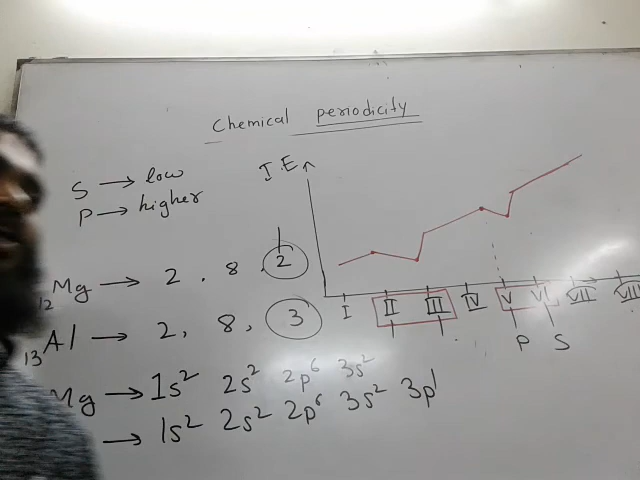 Chemical periodicity
S → low
P → higher
I.E ↑
12Mg → 2 . 8 . 2
13Al → 2, 8, 3
I II III IV V VI VII VIII
P S
Mg → 1s² 2s² 2p⁶ 3s²
→ 1s² 2s² 2p⁶ 3s² 3p¹